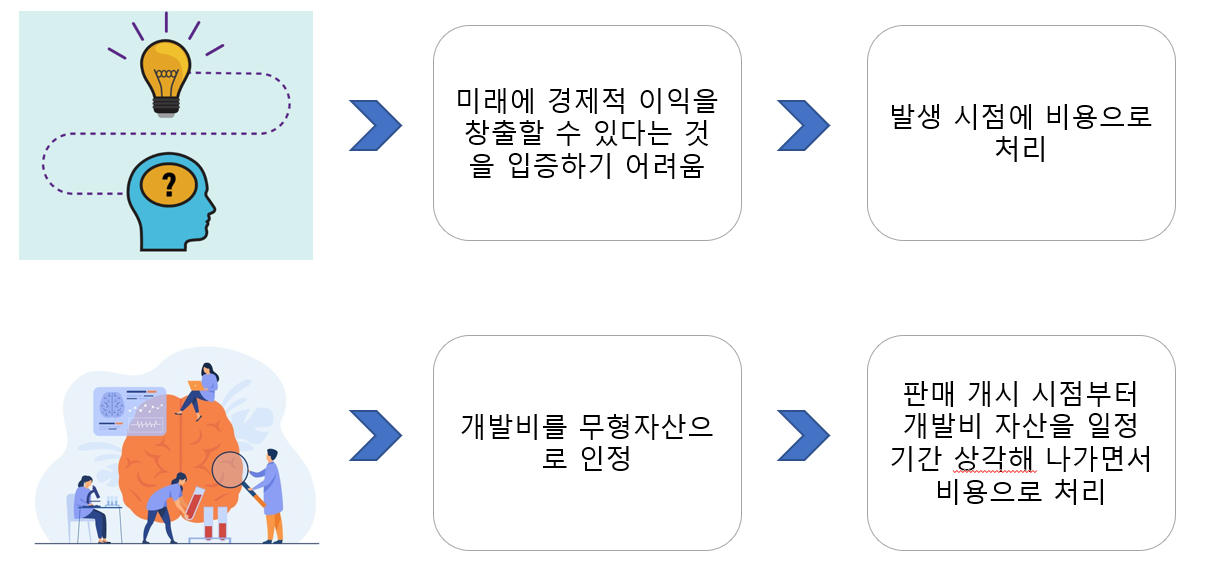 ?
미래에 경제적 이익을
창출할 수 있다는 것
을 입증하기 어려움
발생 시점에 비용으로
처리
개발비를 무형자산으
로 인정
판매 개시 시점부터
개발비 자산을 일정
기간 상각해 나가면서
비용으로 처리